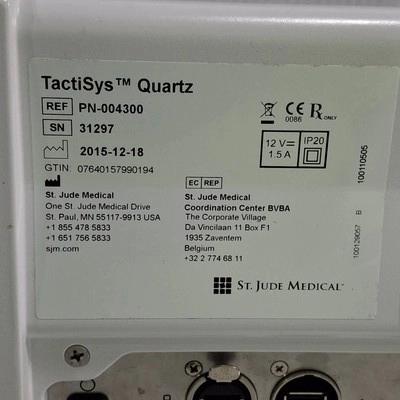 TactiSys™ Quartz
REF PN-004300
SN 31297
2015-12-18
GTIN: 07640157990194
CE
0086
Rx ONLY
12 V
1.5 A
IP20
St. Jude Medical
One St. Jude Medical Drive
St. Paul, MN 55117-9913 USA
+1 855 478 5833
+1 651 756 5833
sjm.com
EC REP
St. Jude Medical
Coordination Center BVBA
The Corporate Village
Da Vincilaan 11 Box F1
1935 Zaventem
Belgium
+32 2 774 68 11
ST. JUDE MEDICAL™
100110505
100129057 B